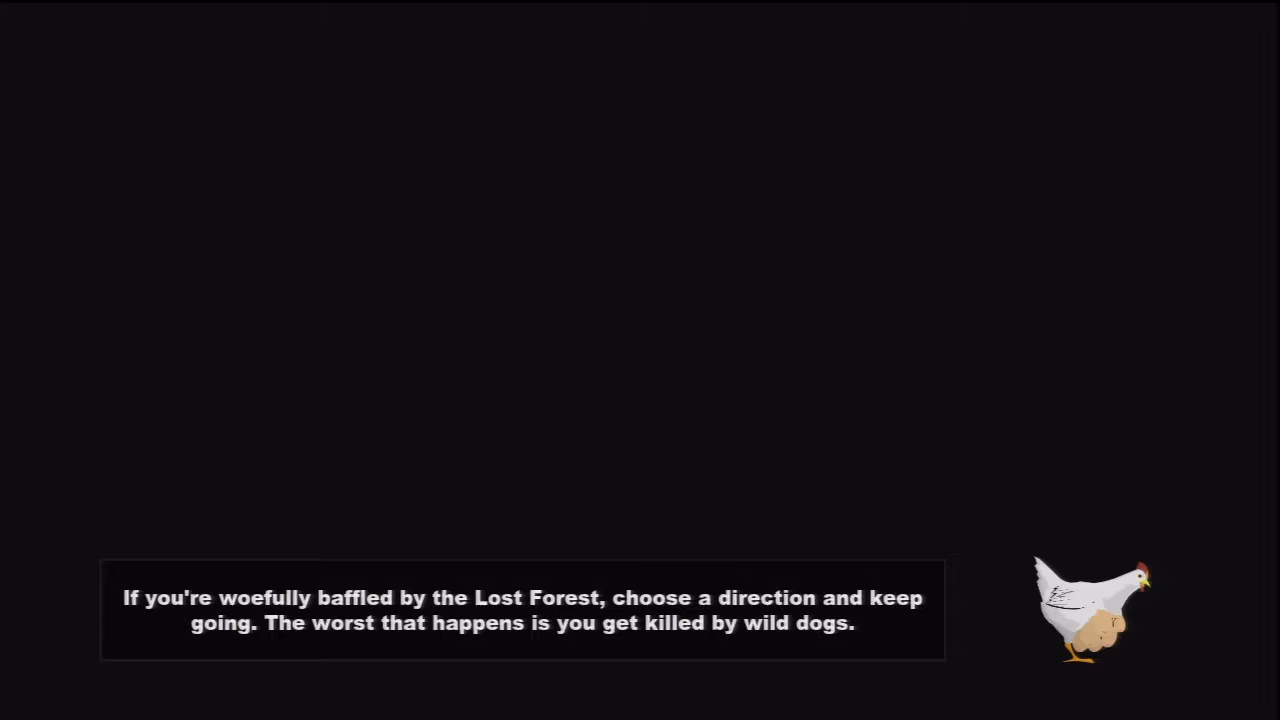 If you're woefully baffled by the Lost Forest, choose a direction and keep
going. The worst that happens is you get killed by wild dogs.